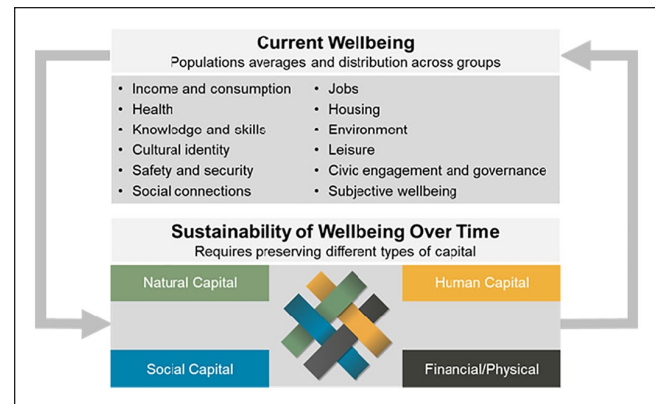 Current Wellbeing
Populations averages and distribution across groups
• Income and consumption
• Health
• Knowledge and skills
• Cultural identity
• Safety and security
• Social connections
• Jobs
• Housing
• Environment
• Leisure
• Civic engagement and governance
• Subjective wellbeing
Sustainability of Wellbeing Over Time
Requires preserving different types of capital
Natural Capital
Human Capital
Social Capital
Financial/Physical